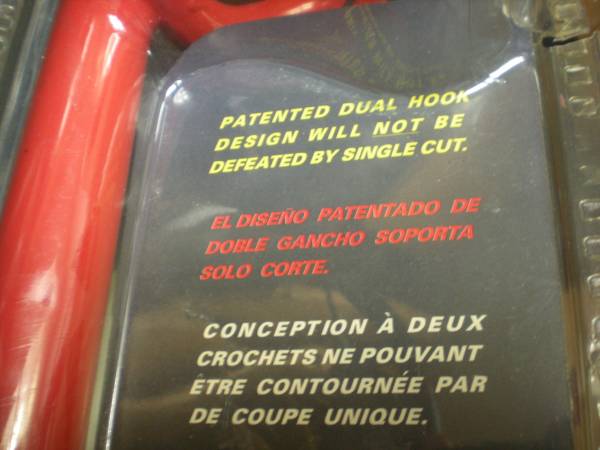 PATENTED DUAL HOOK
DESIGN WILL NOT BE
DEFEATED BY SINGLE CUT.
EL DISEÑO PATENTADO DE
DOBLE GANCHO SOPORTA
SOLO CORTE.
CONCEPTION À DEUX
CROCHETS NE POUVANT
ÊTRE CONTOURNÉE PAR
DE COUPE UNIQUE.